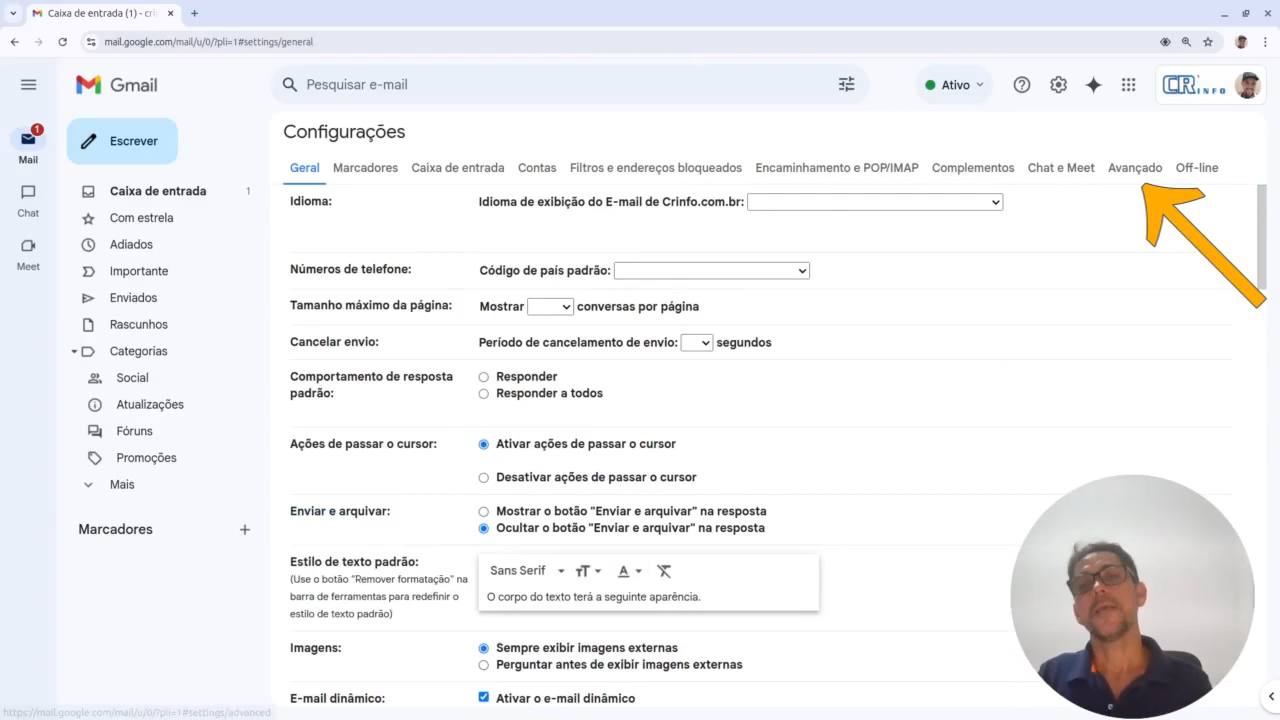 Caixa de entrada (1) - cri
mail.google.com/mail/u/0/?pli=1#settings/general
Gmail
Pesquisar e-mail
Ativo
CRINFO
1
Mail
Chat
Meet
Escrever
Caixa de entrada 1
Com estrela
Adiados
Importante
Enviados
Rascunhos
Categorias
Social
Atualizações
Fóruns
Promoções
Mais
Marcadores
Configurações
Geral Marcadores Caixa de entrada Contas Filtros e endereços bloqueados Encaminhamento e POP/IMAP Complementos Chat e Meet Avançado Off-line
Idioma: Idioma de exibição do E-mail de Crinfo.com.br:
Números de telefone: Código de país padrão:
Tamanho máximo da página: Mostrar conversas por página
Cancelar envio: Período de cancelamento de envio: segundos
Comportamento de resposta padrão:
Responder
Responder a todos
Ações de passar o cursor: Ativar ações de passar o cursor
Desativar ações de passar o cursor
Enviar e arquivar: Mostrar o botão "Enviar e arquivar" na resposta
Ocultar o botão "Enviar e arquivar" na resposta
Estilo de texto padrão:
(Use o botão "Remover formatação" na
barra de ferramentas para redefinir o
estilo de texto padrão)
Sans Serif
O corpo do texto terá a seguinte aparência.
Imagens: Sempre exibir imagens externas
Perguntar antes de exibir imagens externas
E-mail dinâmico: Ativar o e-mail dinâmico
https://mail.google.com/mail/u/0/?pli=1#settings/advanced